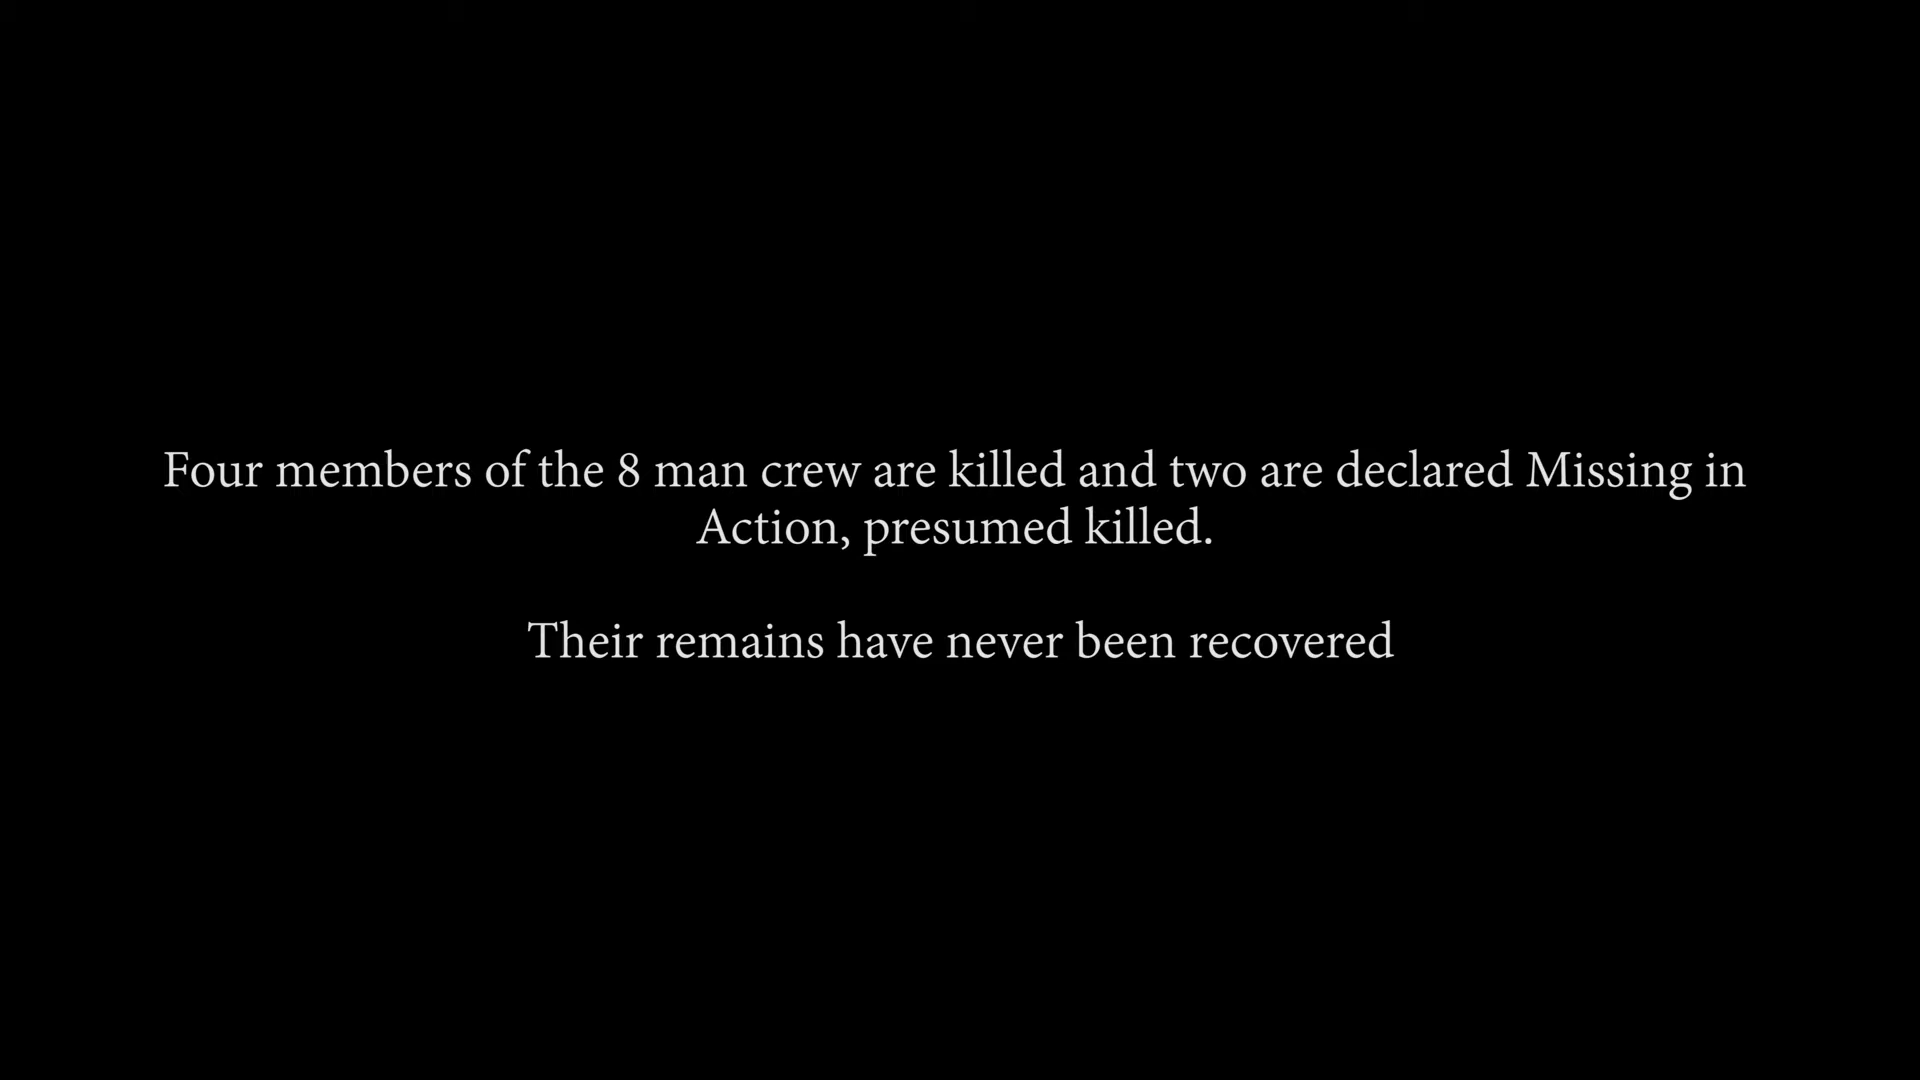 Four members of the 8 man crew are killed and two are declared Missing in
Action, presumed killed.
Their remains have never been recovered